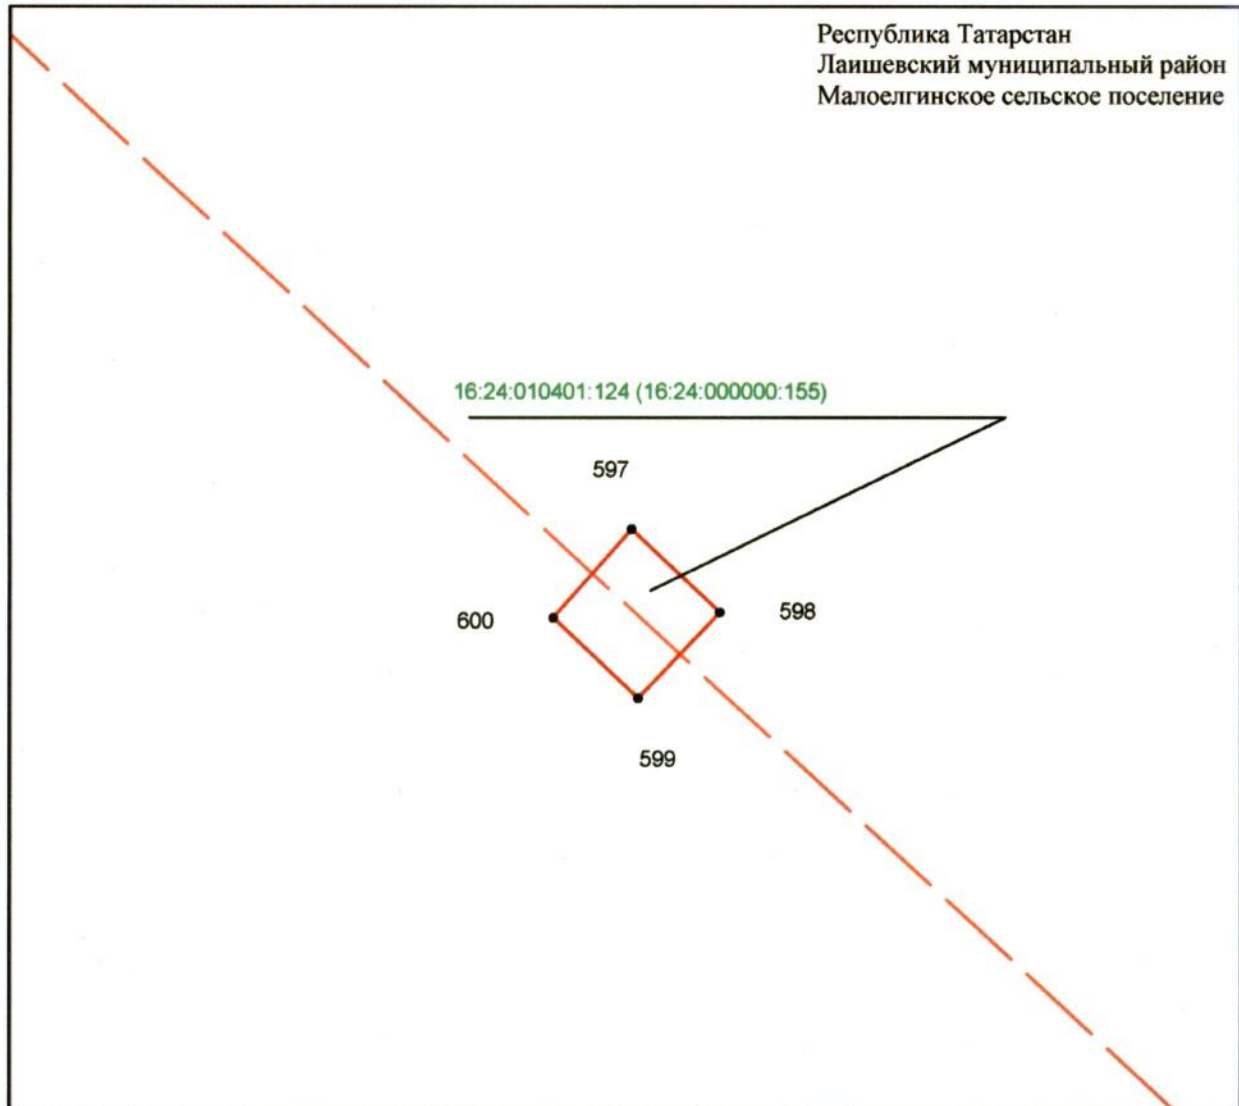 Республика Татарстан
Лаишевский муниципальный район
Малоелгинское сельское поселение
16:24:010401:124 (16:24:000000:155)
597
598
600
599